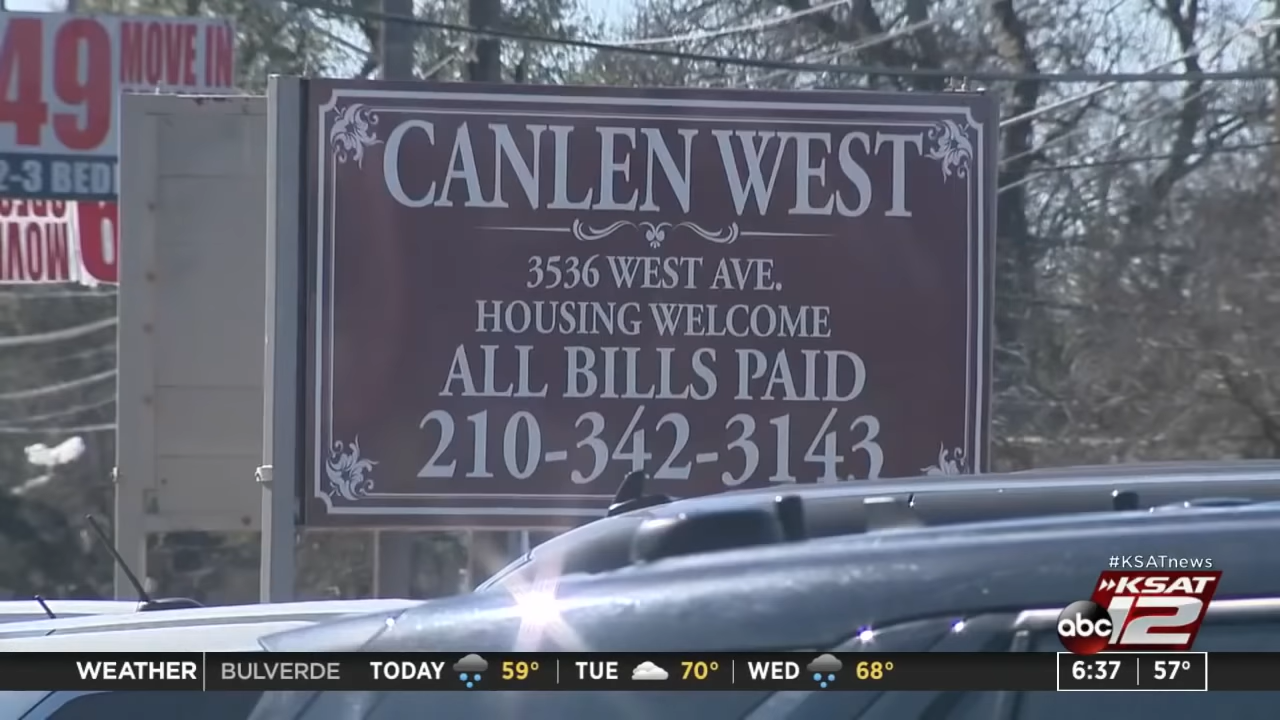 49 MOVE IN
2-3 BED
CANLEN WEST
3536 WEST AVE.
HOUSING WELCOME
ALL BILLS PAID
210-342-3143
#KSATnews
KSAT
abc 12
WEATHER BULVERDE TODAY 59° TUE 70° WED 68° 6:37 57°